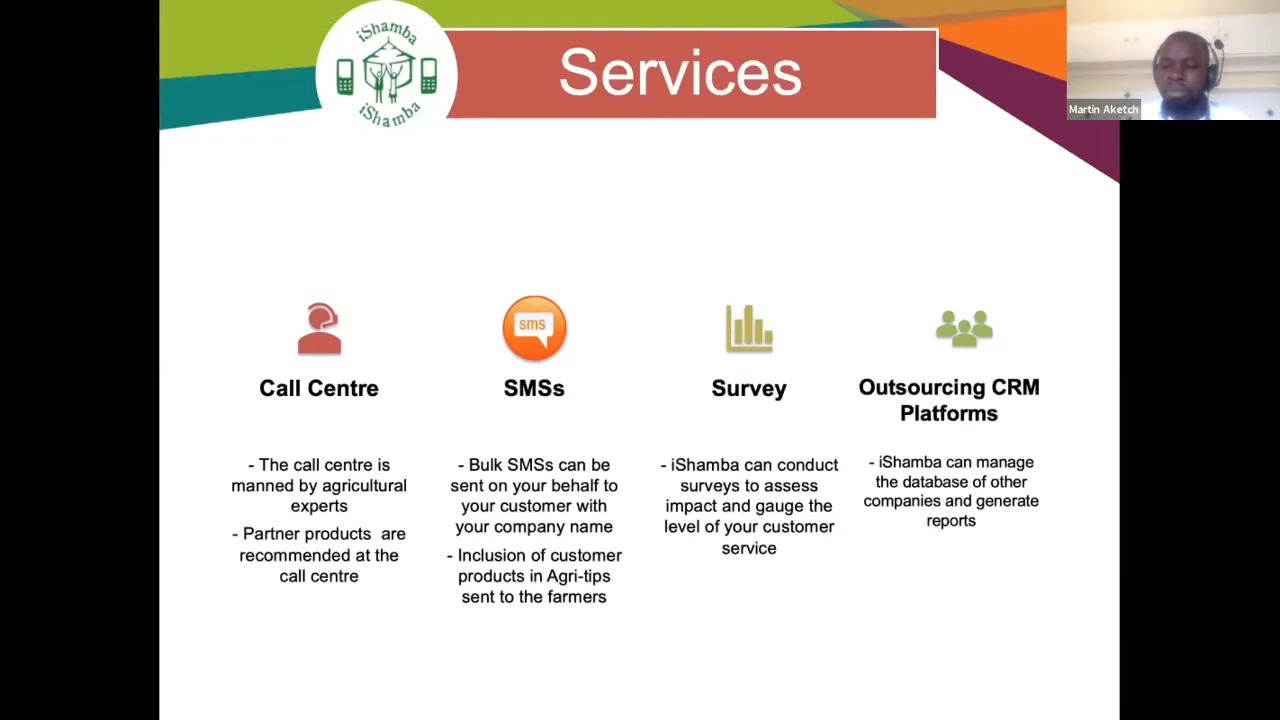 iShamba
iShamba
Services
Martin Aketch
sms
Call Centre
- The call centre is
manned by agricultural
experts
- Partner products are
recommended at the
call centre
SMSs
- Bulk SMSs can be
sent on your behalf to
your customer with
your company name
- Inclusion of customer
products in Agri-tips
sent to the farmers
Survey
- iShamba can conduct
surveys to assess
impact and gauge the
level of your customer
service
Outsourcing CRM
Platforms
- iShamba can manage
the database of other
companies and generate
reports